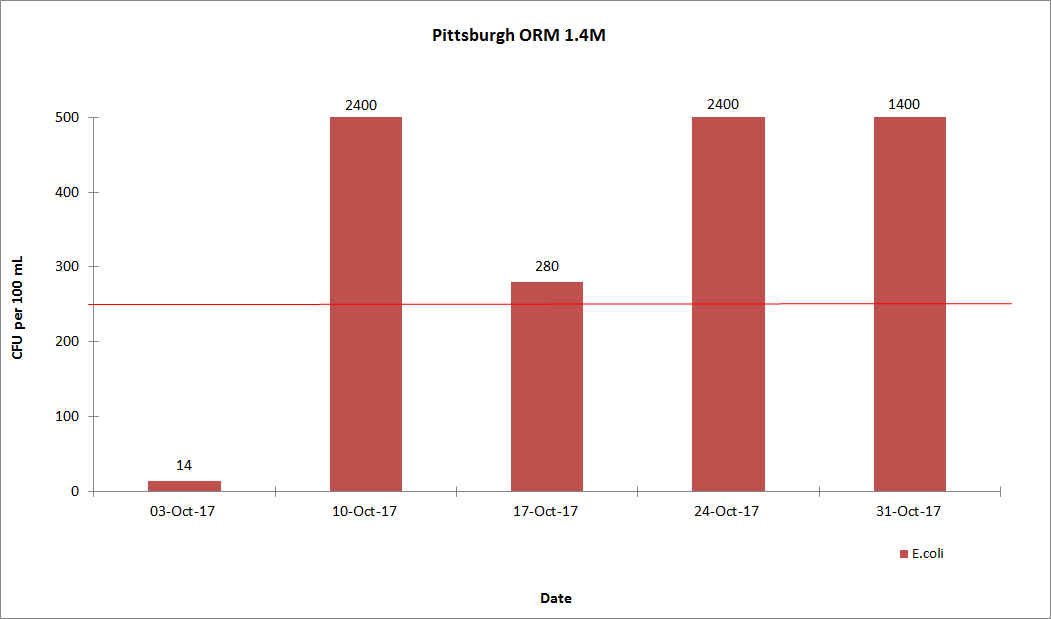 Pittsburgh ORM 1.4M
2400
2400
1400
500
400
300
280
CFU per 100 mL
200
100
14
0
03-Oct-17
10-Oct-17
17-Oct-17
24-Oct-17
31-Oct-17
E.coli
Date